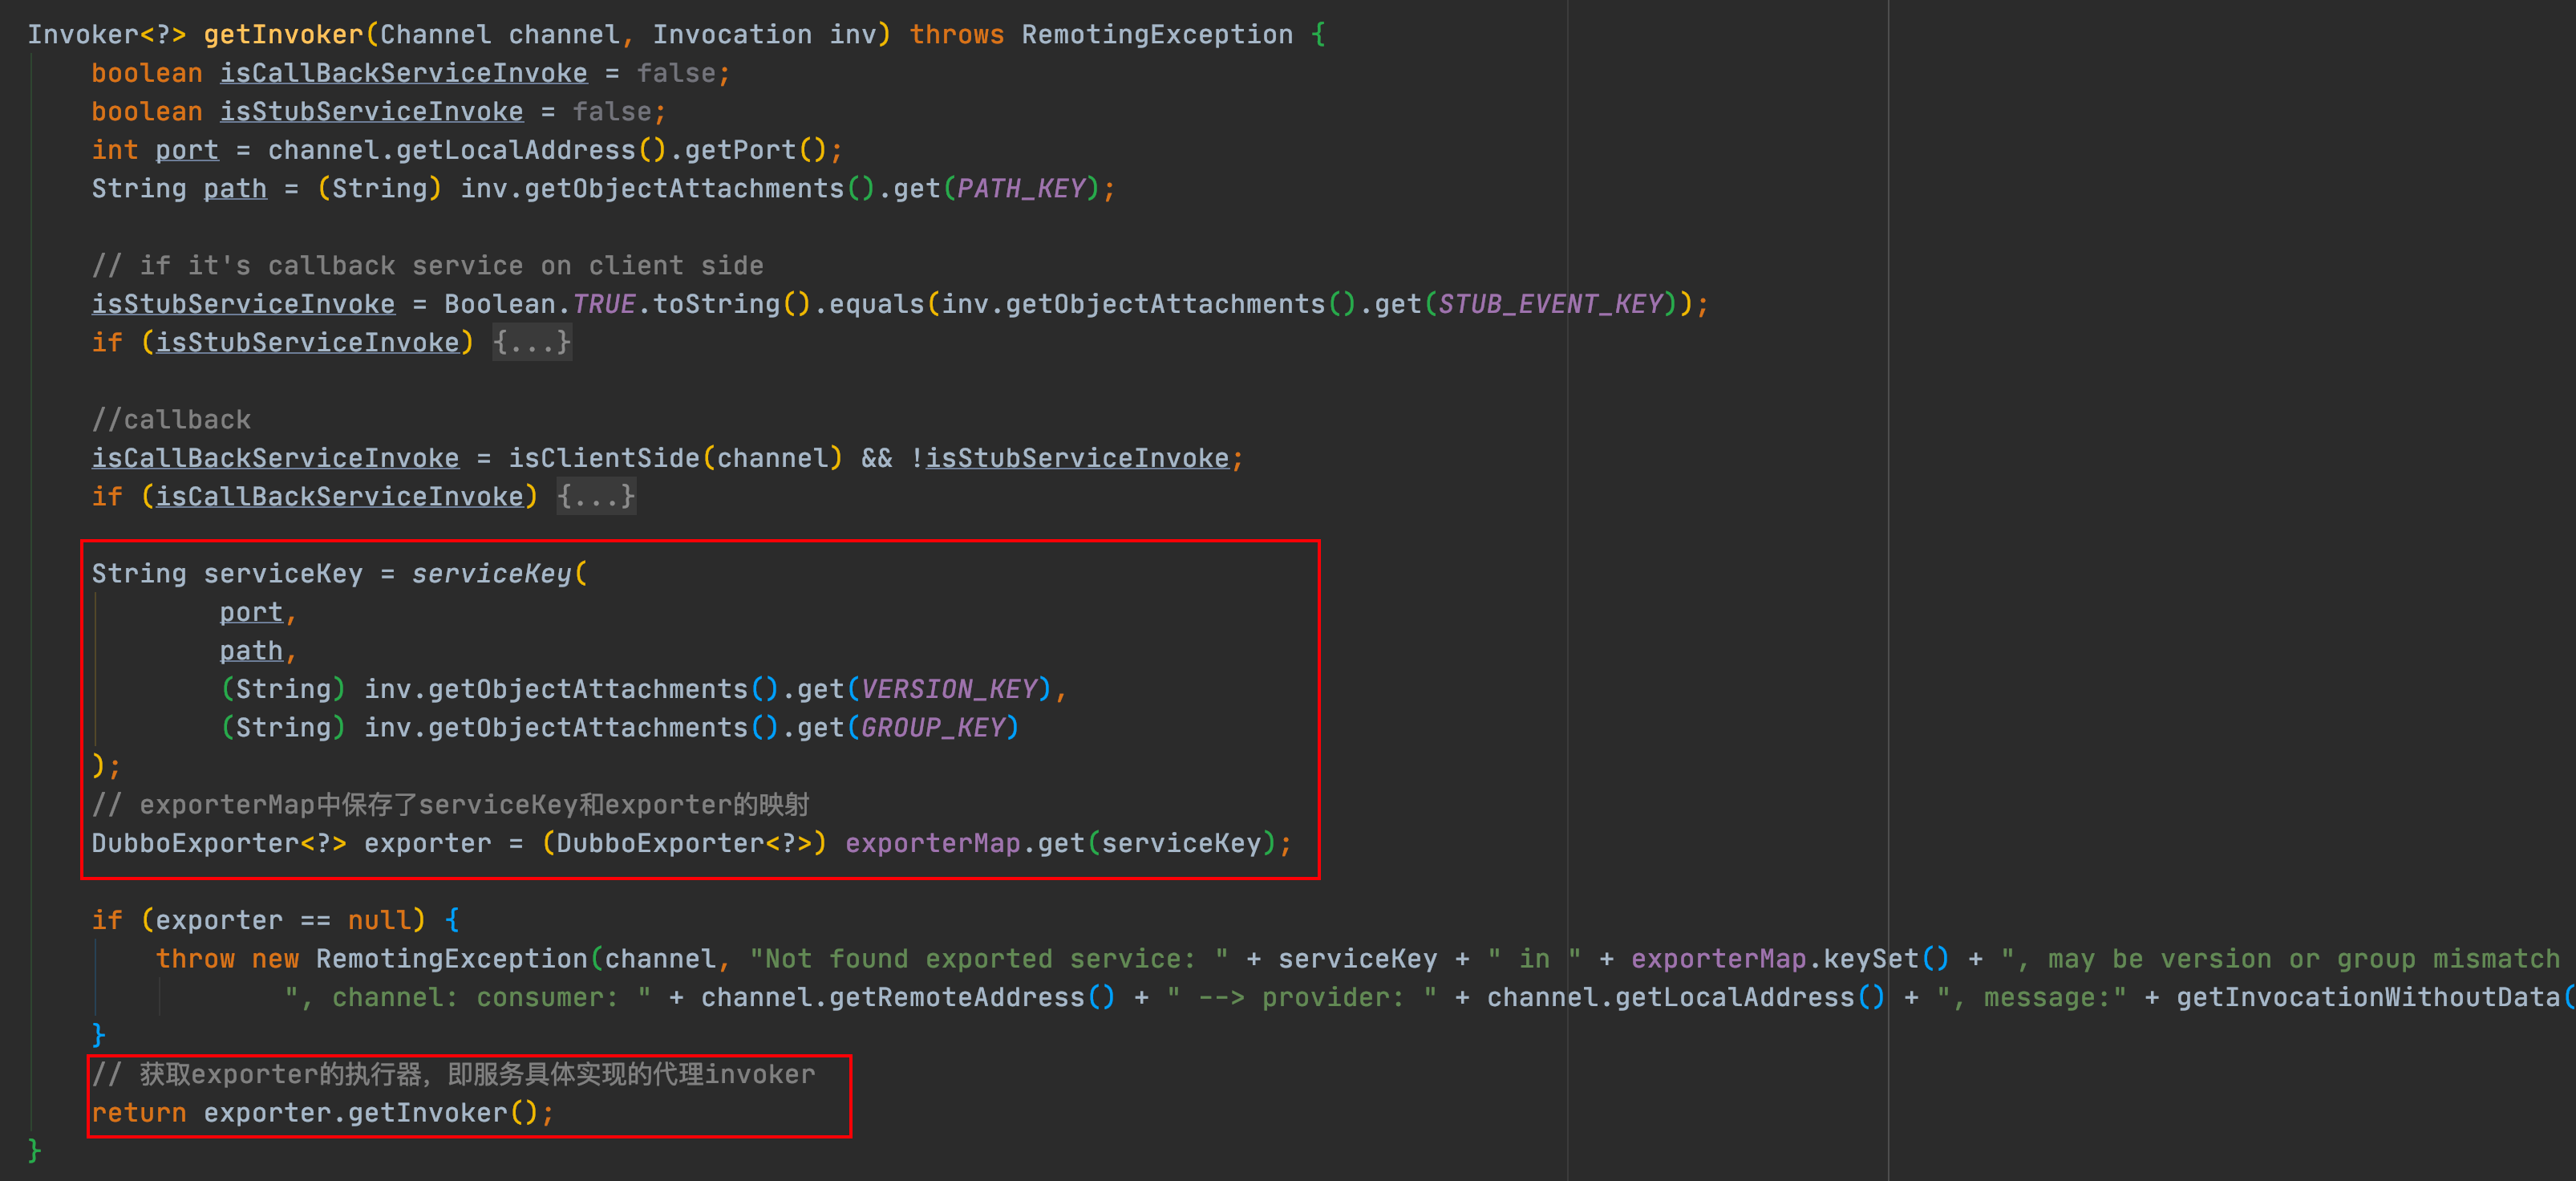 Invoker<?> getInvoker(Channel channel, Invocation inv) throws RemotingException {
    boolean isCallBackServiceInvoke = false;
    boolean isStubServiceInvoke = false;
    int port = channel.getLocalAddress().getPort();
    String path = (String) inv.getObjectAttachments().get(PATH_KEY);
    // if it's callback service on client side
    isStubServiceInvoke = Boolean.TRUE.toString().equals(inv.getObjectAttachments().get(STUB_EVENT_KEY));
    if (isStubServiceInvoke) {...}
    //callback
    isCallBackServiceInvoke = isClientSide(channel) && !isStubServiceInvoke;
    if (isCallBackServiceInvoke) {...}
    String serviceKey = serviceKey(
            port,
            path,
            (String) inv.getObjectAttachments().get(VERSION_KEY),
            (String) inv.getObjectAttachments().get(GROUP_KEY)
    );
    // exporterMap中保存了serviceKey和exporter的映射
    DubboExporter<?> exporter = (DubboExporter<?>) exporterMap.get(serviceKey);
    if (exporter == null) {
        throw new RemotingException(channel, "Not found exported service: " + serviceKey + " in " + exporterMap.keySet() + ", may be version or group mismatch
                ", channel: consumer: " + channel.getRemoteAddress() + " --> provider: " + channel.getLocalAddress() + ", message:" + getInvocationWithoutData(
    }
    // 获取exporter的执行器，即服务具体实现的代理invoker
    return exporter.getInvoker();
}